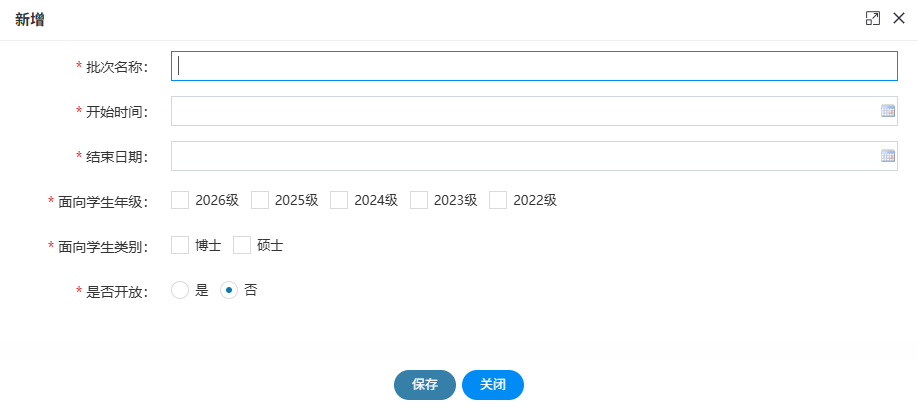 新增
* 批次名称：
* 开始时间：
* 结束日期：
* 面向学生年级： 2026级 2025级 2024级 2023级 2022级
* 面向学生类别： 博士 硕士
* 是否开放： 是 否
保存 关闭